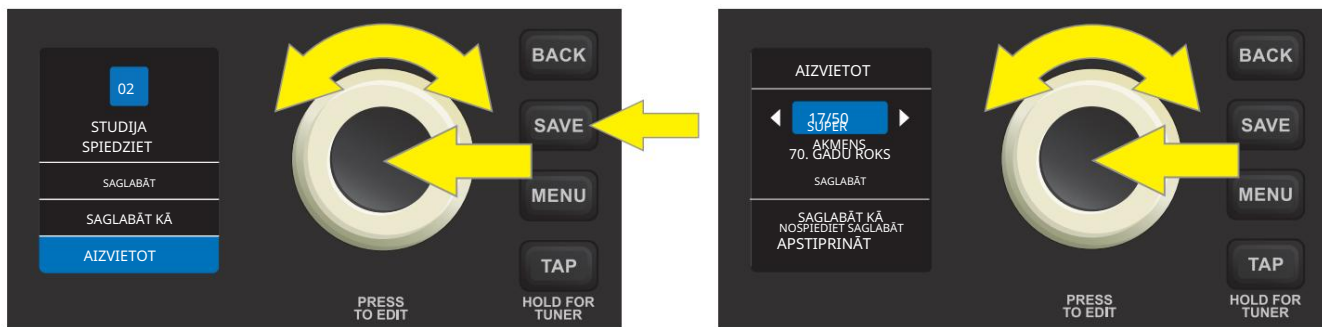 02
STUDIJA
SPIEDZIET
SAGLABĀT
SAGLABĀT KĀ
AIZVIETOT
BACK
SAVE
MENU
TAP
PRESS
TO EDIT
HOLD FOR
TUNER
AIZVIETOT
17/50
SUPER
AKMENS
70. GADU ROKS
SAGLABĀT
SAGLABĀT KĀ
NOSPIEDIET SAGLABĀT
APSTIPRINĀT
BACK
SAVE
MENU
TAP
PRESS
TO EDIT
HOLD FOR
TUNER